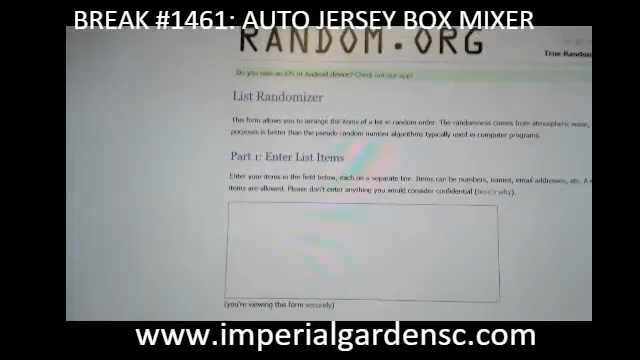 BREAK #1461: AUTO JERSEY BOX MIXER
RANDOM.ORG
True Random
Do you own an iOS or Android device? Check out our app!
List Randomizer
This form allows you to arrange the items of a list in random order. The randomness comes from atmospheric noise,
purposes is better than the pseudo-random number algorithms typically used in computer programs.
Part 1: Enter List Items
Enter your items in the field below, each on a separate line. Items can be numbers, names, email addresses, etc. A
items are allowed. Please don't enter anything you would consider confidential (here's why).
(you're viewing this form securely)
www.imperialgardensc.com